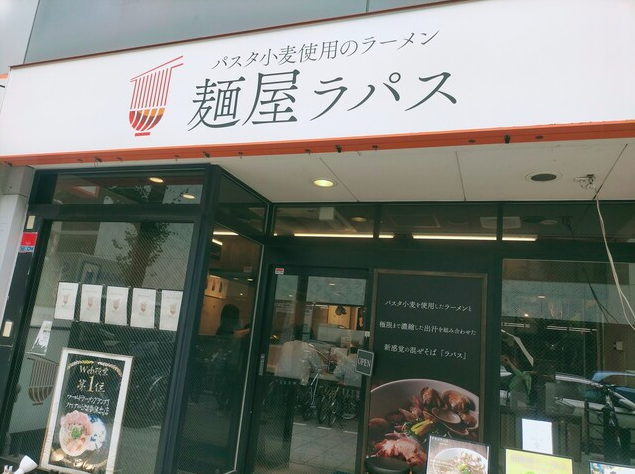 パスタ小麦使用のラーメン
麺屋ラパス
パスタ小麦を使用したラーメンと
極限まで濃縮した出汁を組み合わせた
新感覚の混ぜそば『ラパス』
OPEN
Web投票
第1位